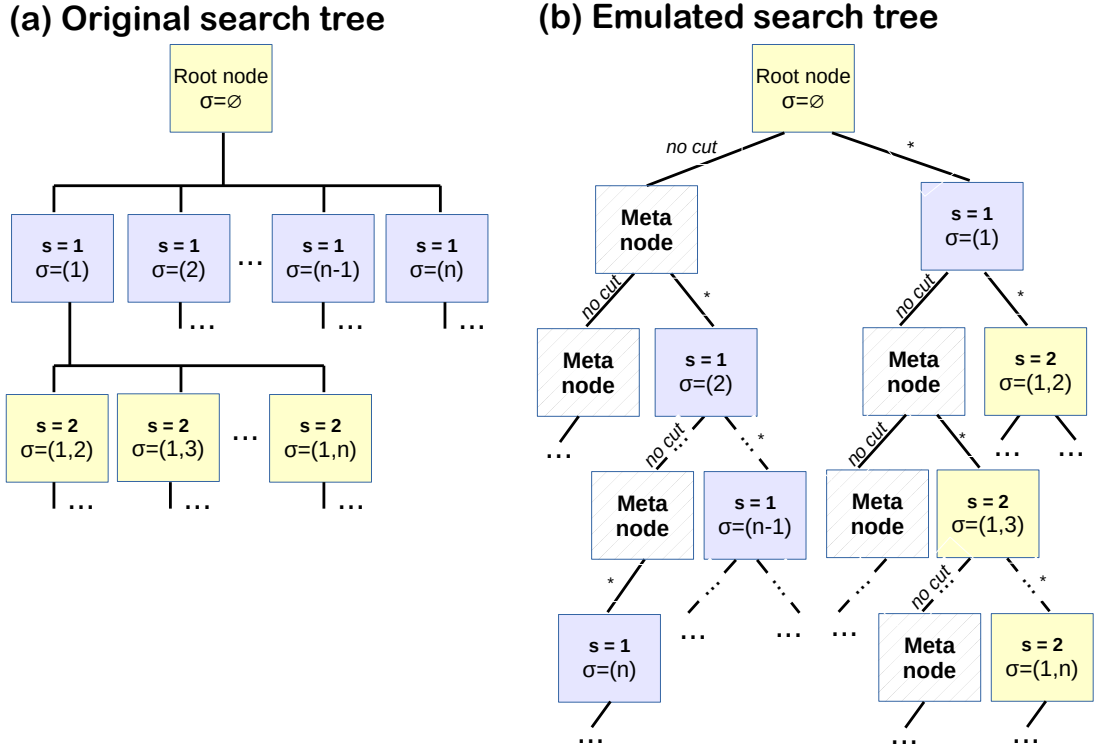 (a) Original search tree
(b) Emulated search tree
Root node
σ=∅
s = 1
σ=(1)
s = 1
σ=(2)
...
s = 1
σ=(n-1)
s = 1
σ=(n)
...
...
...
s = 2
σ=(1,2)
s = 2
σ=(1,3)
...
s = 2
σ=(1,n)
...
...
...
Root node
σ=∅
no cut
*
Meta
node
s = 1
σ=(1)
no cut
*
no cut
*
Meta
node
s = 1
σ=(2)
Meta
node
s = 2
σ=(1,2)
...
no cut
...
...
*
no cut
*
...
...
Meta
node
s = 1
σ=(n-1)
Meta
node
s = 2
σ=(1,3)
*
...
...
...
no cut
...
...
*
...
...
...
s = 1
σ=(n)
Meta
node
s = 2
σ=(1,n)
...
...
...